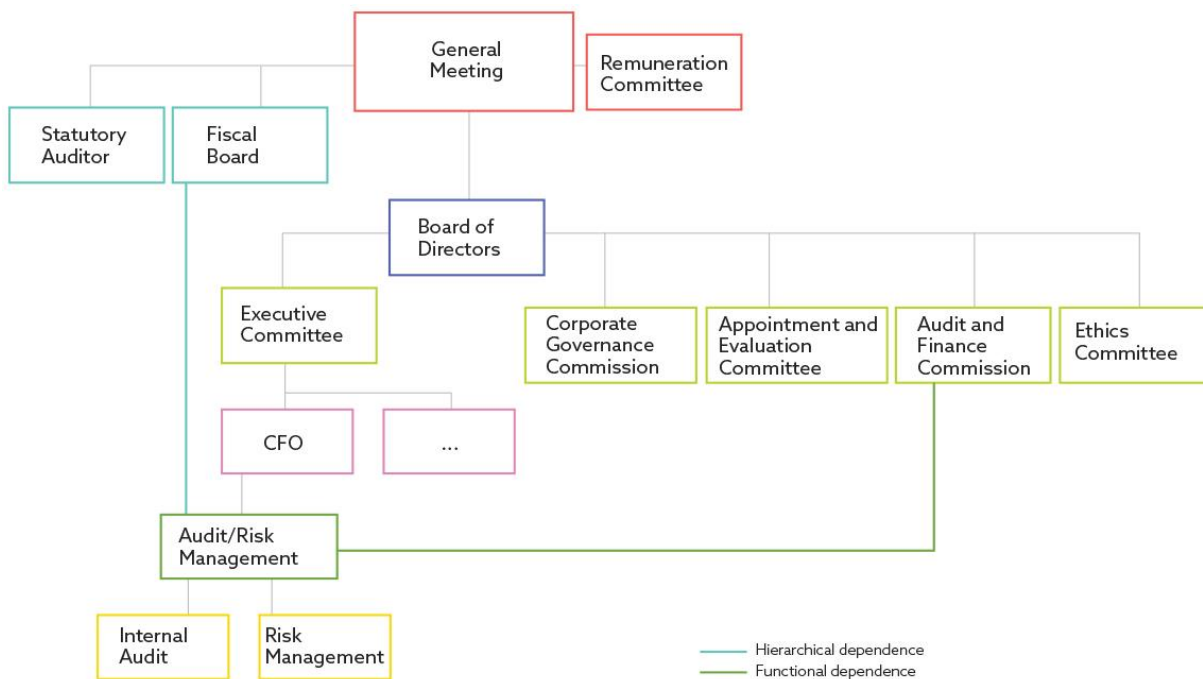 General
Meeting
Remuneration
Committee
Statutory
Auditor
Fiscal
Board
Board of
Directors
Executive
Committee
Corporate
Governance
Commission
Appointment and
Evaluation
Committee
Audit and
Finance
Commission
Ethics
Committee
CFO
...
Audit/Risk
Management
Internal
Audit
Risk
Management
Hierarchical dependence
Functional dependence